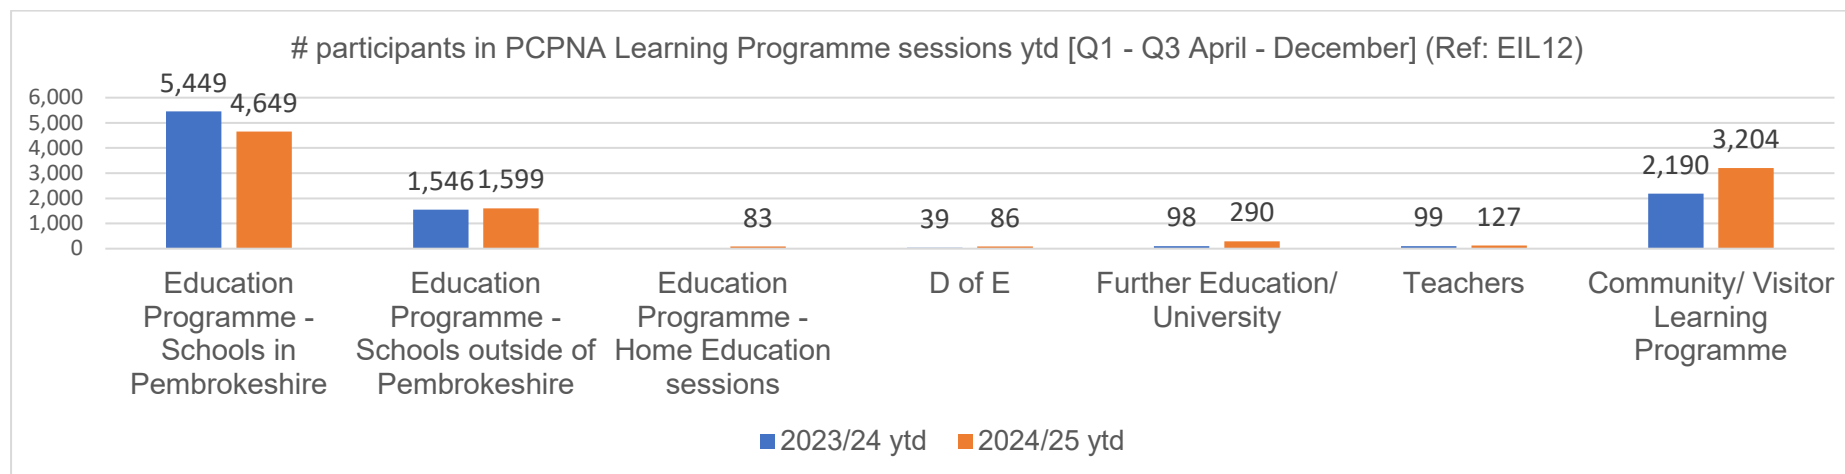 # participants in PCPNA Learning Programme sessions ytd [Q1 - Q3 April - December] (Ref: EIL12)
6,000
5,000
4,000
3,000
2,000
1,000
0
5,449
4,649
1,546
1,599
83
39
86
98
290
99
127
2,190
3,204
Education
Programme -
Schools in
Pembrokeshire
Education
Programme -
Schools outside of
Pembrokeshire
Education
Programme -
Home Education
sessions
D of E
Further Education/
University
Teachers
Community/ Visitor
Learning
Programme
2023/24 ytd
2024/25 ytd